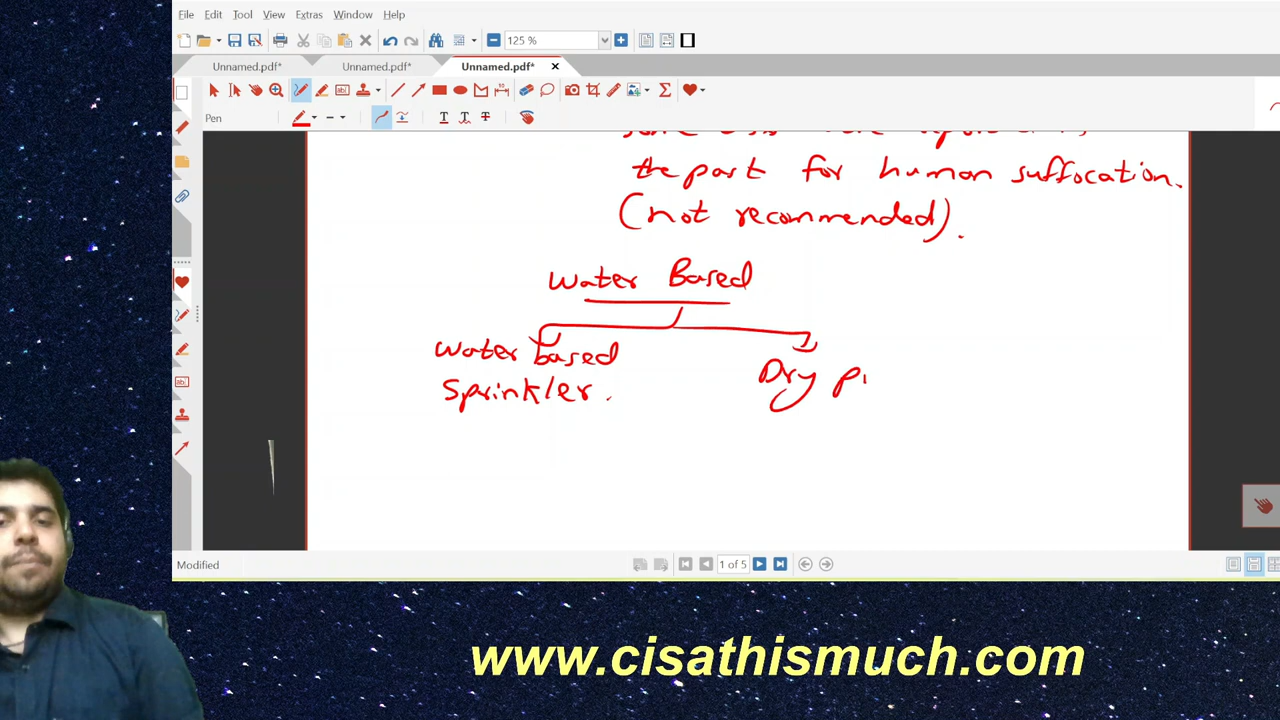 File Edit Tool View Extras Window Help
125 %
Unnamed.pdf* Unnamed.pdf* Unnamed.pdf*
Pen
the part for human suffocation.
(not recommended).
Water Based
Water based
Sprinkler.
Dry p
Modified
1 of 5
www.cisathismuch.com